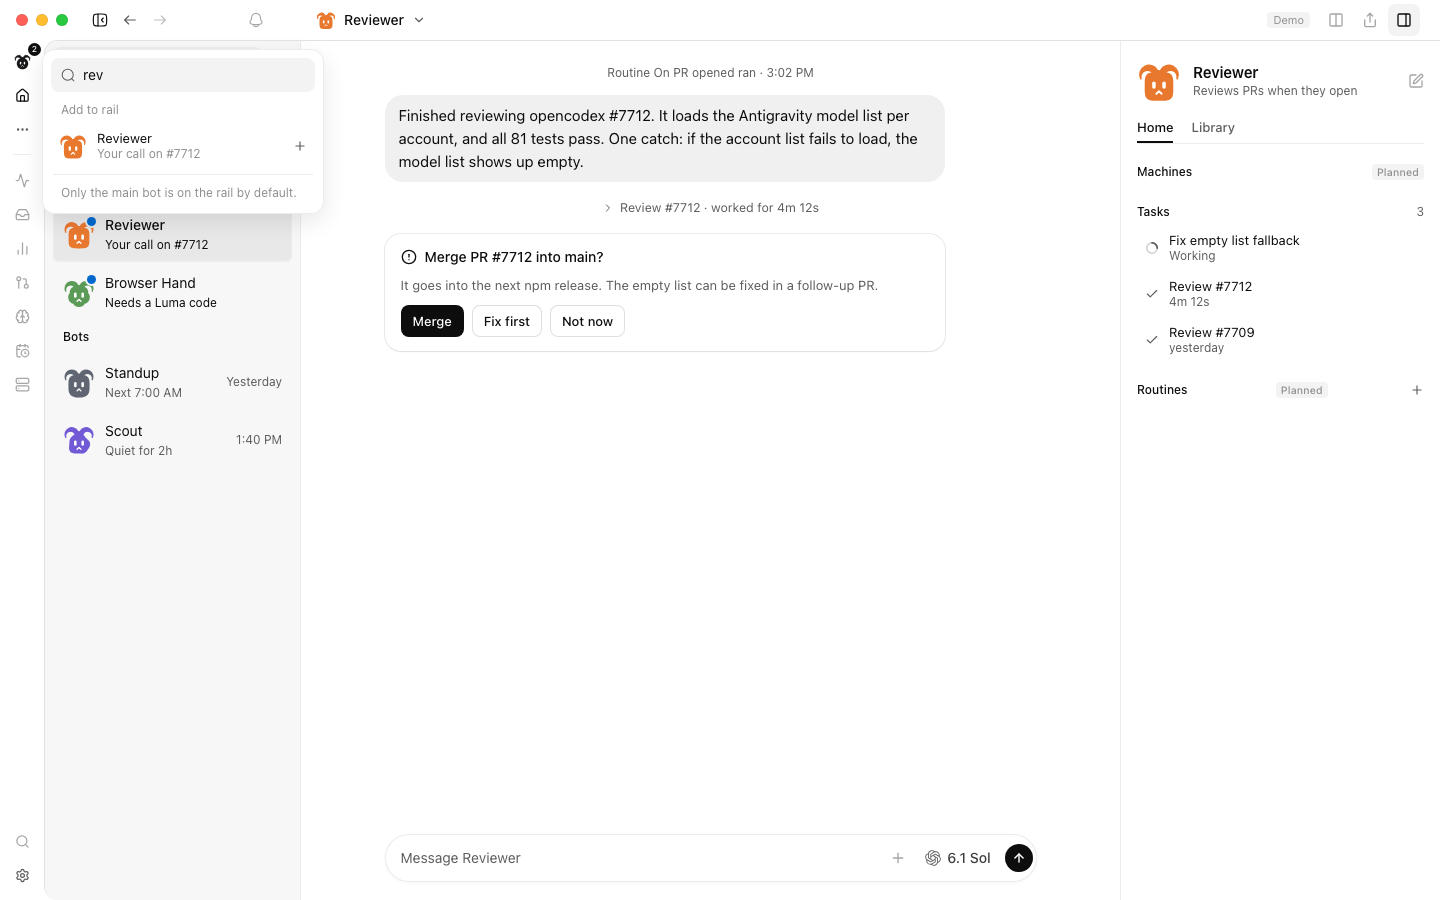 Reviewer
Demo
2
rev
Add to rail
Reviewer
Your call on #7712
Only the main bot is on the rail by default.
Reviewer
Your call on #7712
Browser Hand
Needs a Luma code
Bots
Standup
Next 7:00 AM
Yesterday
Scout
Quiet for 2h
1:40 PM
Routine On PR opened ran · 3:02 PM
Finished reviewing opencodex #7712. It loads the Antigravity model list per
account, and all 81 tests pass. One catch: if the account list fails to load, the
model list shows up empty.
Review #7712 · worked for 4m 12s
Merge PR #7712 into main?
It goes into the next npm release. The empty list can be fixed in a follow-up PR.
Merge
Fix first
Not now
Message Reviewer
6.1 Sol
Reviewer
Reviews PRs when they open
Home
Library
Machines
Planned
Tasks
3
Fix empty list fallback
Working
Review #7712
4m 12s
Review #7709
yesterday
Routines
Planned